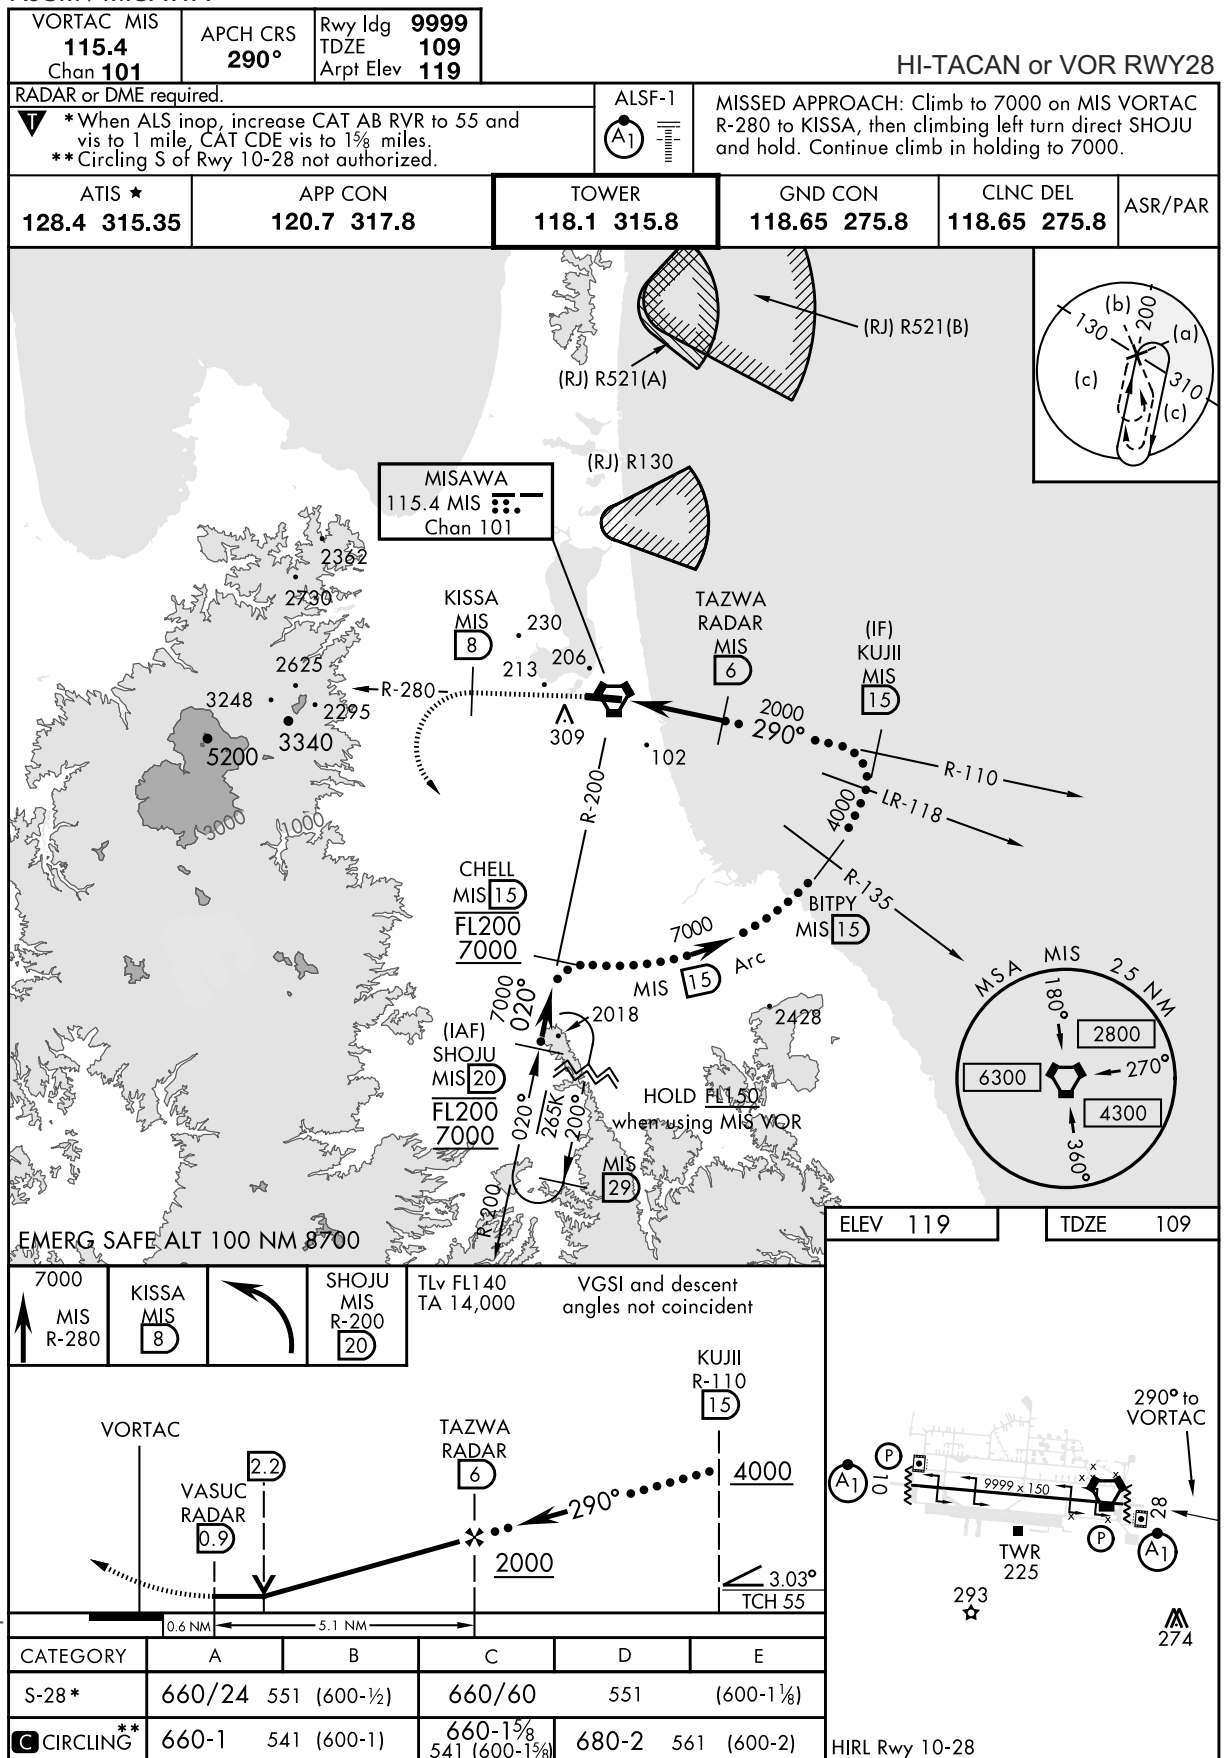 VORTAC MIS
115.4
Chan 101
APCH CRS
290°
Rwy ldg 9999
TDZE 109
Arpt Elev 119
HI-TACAN or VOR RWY28
RADAR or DME required.
T
* When ALS inop, increase CAT AB RVR to 55 and
vis to 1 mile, CAT CDE vis to 1⅝ miles.
** Circling S of Rwy 10-28 not authorized.
ALSF-1
A1
MISSED APPROACH: Climb to 7000 on MIS VORTAC
R-280 to KISSA, then climbing left turn direct SHOJU
and hold. Continue climb in holding to 7000.
ATIS ★
128.4 315.35
APP CON
120.7 317.8
TOWER
118.1 315.8
GND CON
118.65 275.8
CLNC DEL
118.65 275.8
ASR/PAR
(RJ) R521(B)
(RJ) R521(A)
(RJ) R130
130
(b)
200
(a)
(c)
310
(c)
MISAWA
115.4 MIS
Chan 101
2362
2730
2625
3248
2295
3340
5200
3000
1000
KISSA
MIS
8
230
206
213
R-280
309
102
TAZWA
RADAR
MIS
6
(IF)
KUJII
MIS
15
2000
290°
R-110
LR-118
4000
R-200
R-135
CHELL
MIS 15
FL200
7000
BITPY
MIS 15
7000
MIS 15 Arc
7000
020°
(IAF)
SHOJU
MIS 20
FL200
7000
2018
2428
020°
265K
200°
HOLD FL150
when using MIS VOR
MIS
29
R-200
MSA MIS 25 NM
180°
2800
6300
270°
4300
360°
EMERG SAFE ALT 100 NM 8700
ELEV 119
TDZE 109
7000
MIS
R-280
KISSA
MIS
8
SHOJU
MIS
R-200
20
TLv FL140
TA 14,000
VGSI and descent
angles not coincident
KUJII
R-110
15
VORTAC
TAZWA
RADAR
6
2.2
VASUC
RADAR
0.9
4000
290°
2000
3.03°
TCH 55
0.6 NM
5.1 NM
290° to
VORTAC
A1
P
10
9999 x 150
28
P
A1
TWR
225
293
274
HIRL Rwy 10-28
CATEGORY A B C D E
S-28* 660/24 551 (600-½) 660/60 551 (600-1⅛)
C CIRCLING** 660-1 541 (600-1) 660-1⅝ 541 (600-1⅝) 680-2 561 (600-2)